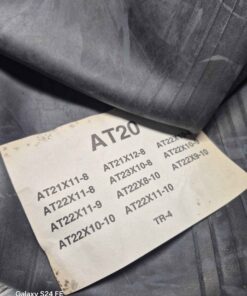 AT20
AT21X11-8 AT21X12-8
AT22X11-8 AT23X10-8
AT22X11-9 AT22X8-10 AT22X9-10
AT22X10-10 AT22X11-10
TR-4
Galaxy S24 FE